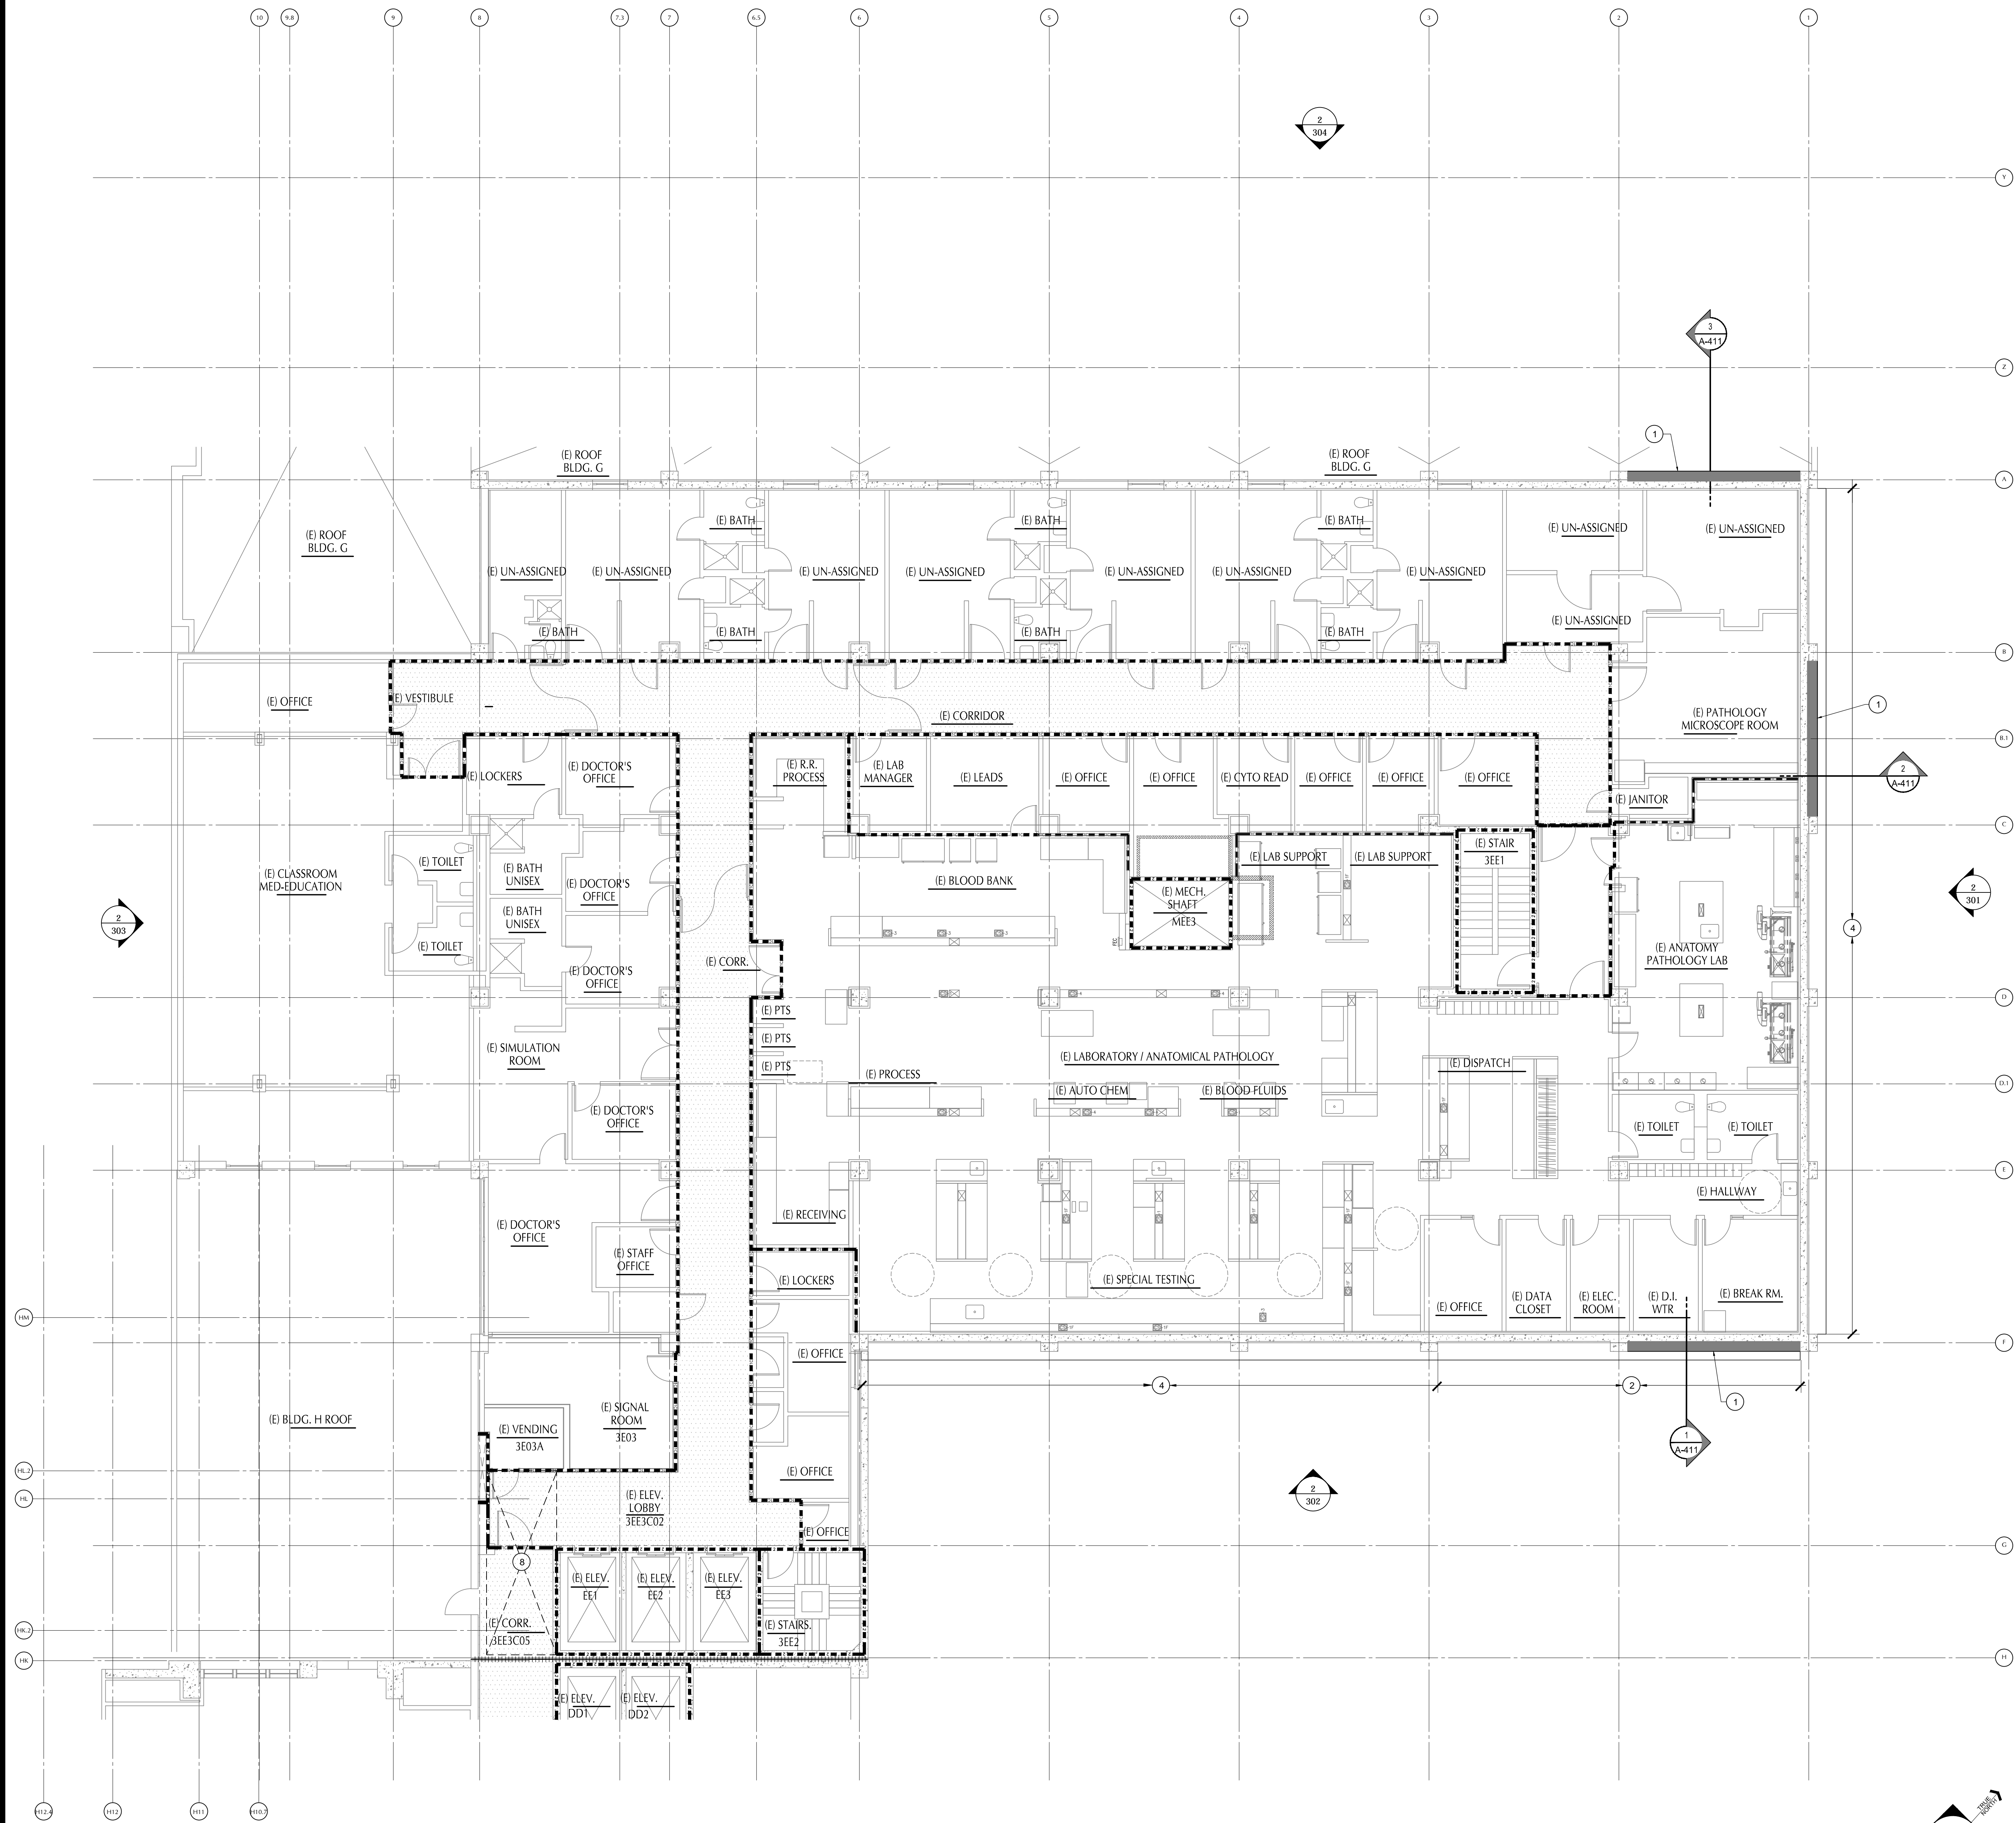 10
9.8
9
8
7.3
7
6.5
6
5
4
3
2
1
2
304
Y
3
A-411
Z
1
(E) ROOF
BLDG. G
(E) ROOF
BLDG. G
A
(E) ROOF
BLDG. G
(E) BATH
(E) BATH
(E) BATH
(E) UN-ASSIGNED
(E) UN-ASSIGNED
(E) UN-ASSIGNED
(E) UN-ASSIGNED
(E) UN-ASSIGNED
(E) UN-ASSIGNED
(E) UN-ASSIGNED
(E) UN-ASSIGNED
(E) UN-ASSIGNED
(E) UN-ASSIGNED
(E) BATH
(E) BATH
(E) BATH
(E) BATH
B
(E) OFFICE
(E) VESTIBULE
(E) CORRIDOR
(E) PATHOLOGY
MICROSCOPE ROOM
1
B.1
(E) LOCKERS
(E) DOCTOR'S
OFFICE
(E) R.R.
PROCESS
(E) LAB
MANAGER
(E) LEADS
(E) OFFICE
(E) OFFICE
(E) CYTO READ
(E) OFFICE
(E) OFFICE
(E) OFFICE
(E) JANITOR
2
A-411
C
(E) TOILET
(E) BATH
UNISEX
(E) DOCTOR'S
OFFICE
(E) BLOOD BANK
(E) LAB SUPPORT
(E) LAB SUPPORT
(E) STAIR
3EE1
(E) CLASSROOM
MED-EDUCATION
(E) MECH.
SHAFT
MEE3
2
301
2
303
(E) BATH
UNISEX
(E) TOILET
FEC
4
(E) CORR.
(E) DOCTOR'S
OFFICE
(E) ANATOMY
PATHOLOGY LAB
D
(E) PTS
(E) PTS
(E) PTS
(E) SIMULATION
ROOM
(E) PROCESS
(E) LABORATORY / ANATOMICAL PATHOLOGY
(E) AUTO CHEM
(E) BLOOD FLUIDS
(E) DISPATCH
D.1
(E) DOCTOR'S
OFFICE
(E) TOILET
(E) TOILET
E
(E) HALLWAY
(E) RECEIVING
(E) DOCTOR'S
OFFICE
(E) STAFF
OFFICE
(E) LOCKERS
(E) SPECIAL TESTING
(E) OFFICE
(E) DATA
CLOSET
(E) ELEC.
ROOM
(E) D.I.
WTR
(E) BREAK RM.
HM
F
(E) OFFICE
4
2
1
(E) BLDG. H ROOF
(E) VENDING
3E03A
(E) SIGNAL
ROOM
3E03
1
A-411
HL.2
(E) OFFICE
HL
2
302
(E) ELEV.
LOBBY
3EE3C02
(E) OFFICE
G
8
(E) ELEV.
EE1
(E) ELEV.
EE2
(E) ELEV.
EE3
(E) CORR.
3EE3C05
(E) STAIRS.
3EE2
HK.2
HK
H
(E) ELEV.
DD1
(E) ELEV.
DD2
H12.4
H12
H11
H10.7
TRUE
NORTH